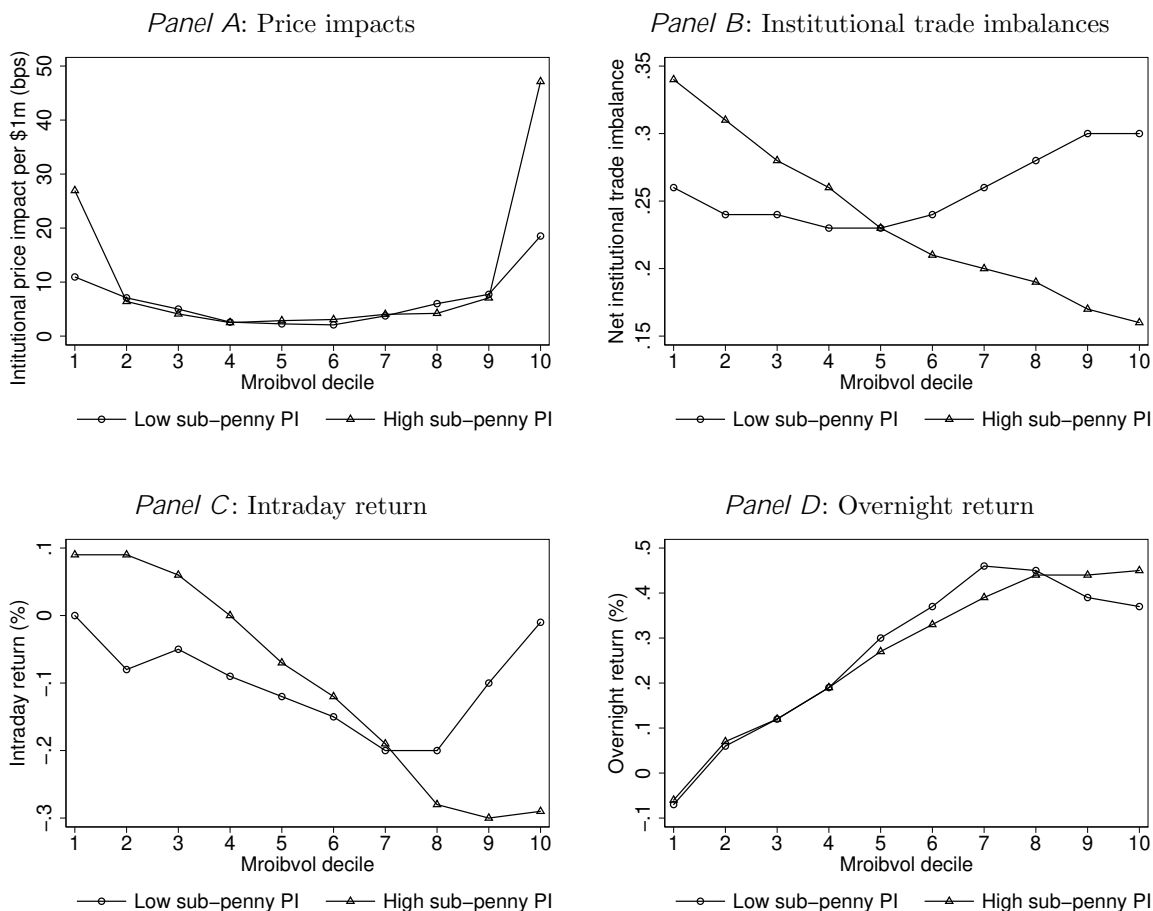 Panel A: Price impacts
Intitutional price impact per $1m (bps)
0 10 20 30 40 50
1 2 3 4 5 6 7 8 9 10
Mroibvol decile
Low sub−penny PI High sub−penny PI
Panel B: Institutional trade imbalances
Net institutional trade imbalance
.15 .2 .25 .3 .35
1 2 3 4 5 6 7 8 9 10
Mroibvol decile
Low sub−penny PI High sub−penny PI
Panel C: Intraday return
Intraday return (%)
−.3 −.2 −.1 0 .1
1 2 3 4 5 6 7 8 9 10
Mroibvol decile
Low sub−penny PI High sub−penny PI
Panel D: Overnight return
Overnight return (%)
−.1 0 .1 .2 .3 .4 .5
1 2 3 4 5 6 7 8 9 10
Mroibvol decile
Low sub−penny PI High sub−penny PI